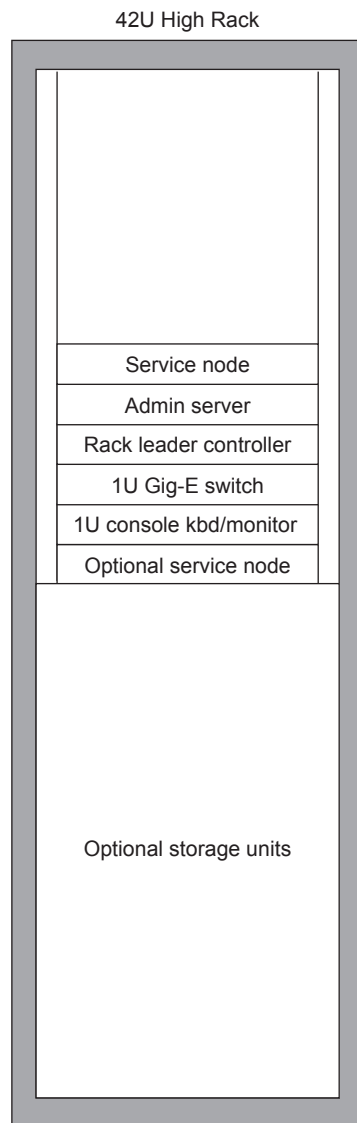 42U High Rack
Service node
Admin server
Rack leader controller
1U Gig-E switch
1U console kbd/monitor
Optional service node
Optional storage units